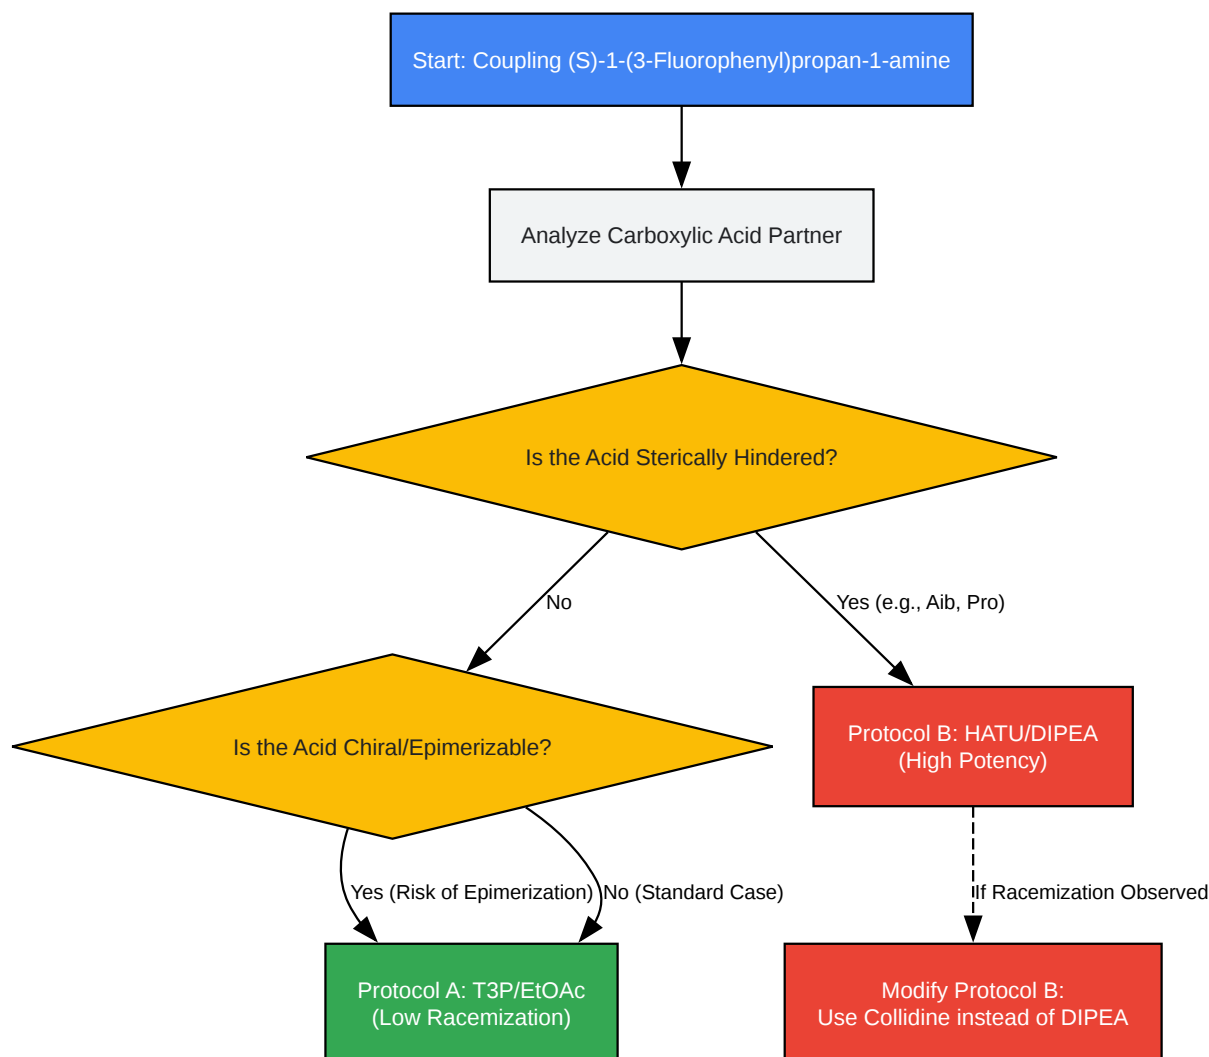 Start: Coupling (S)-1-(3-Fluorophenyl)propan-1-amine
Analyze Carboxylic Acid Partner
Is the Acid Sterically Hindered?
No
Yes (e.g., Aib, Pro)
Is the Acid Chiral/Epimerizable?
Protocol B: HATU/DIPEA
(High Potency)
Yes (Risk of Epimerization)
No (Standard Case)
If Racemization Observed
Protocol A: T3P/EtOAc
(Low Racemization)
Modify Protocol B:
Use Collidine instead of DIPEA